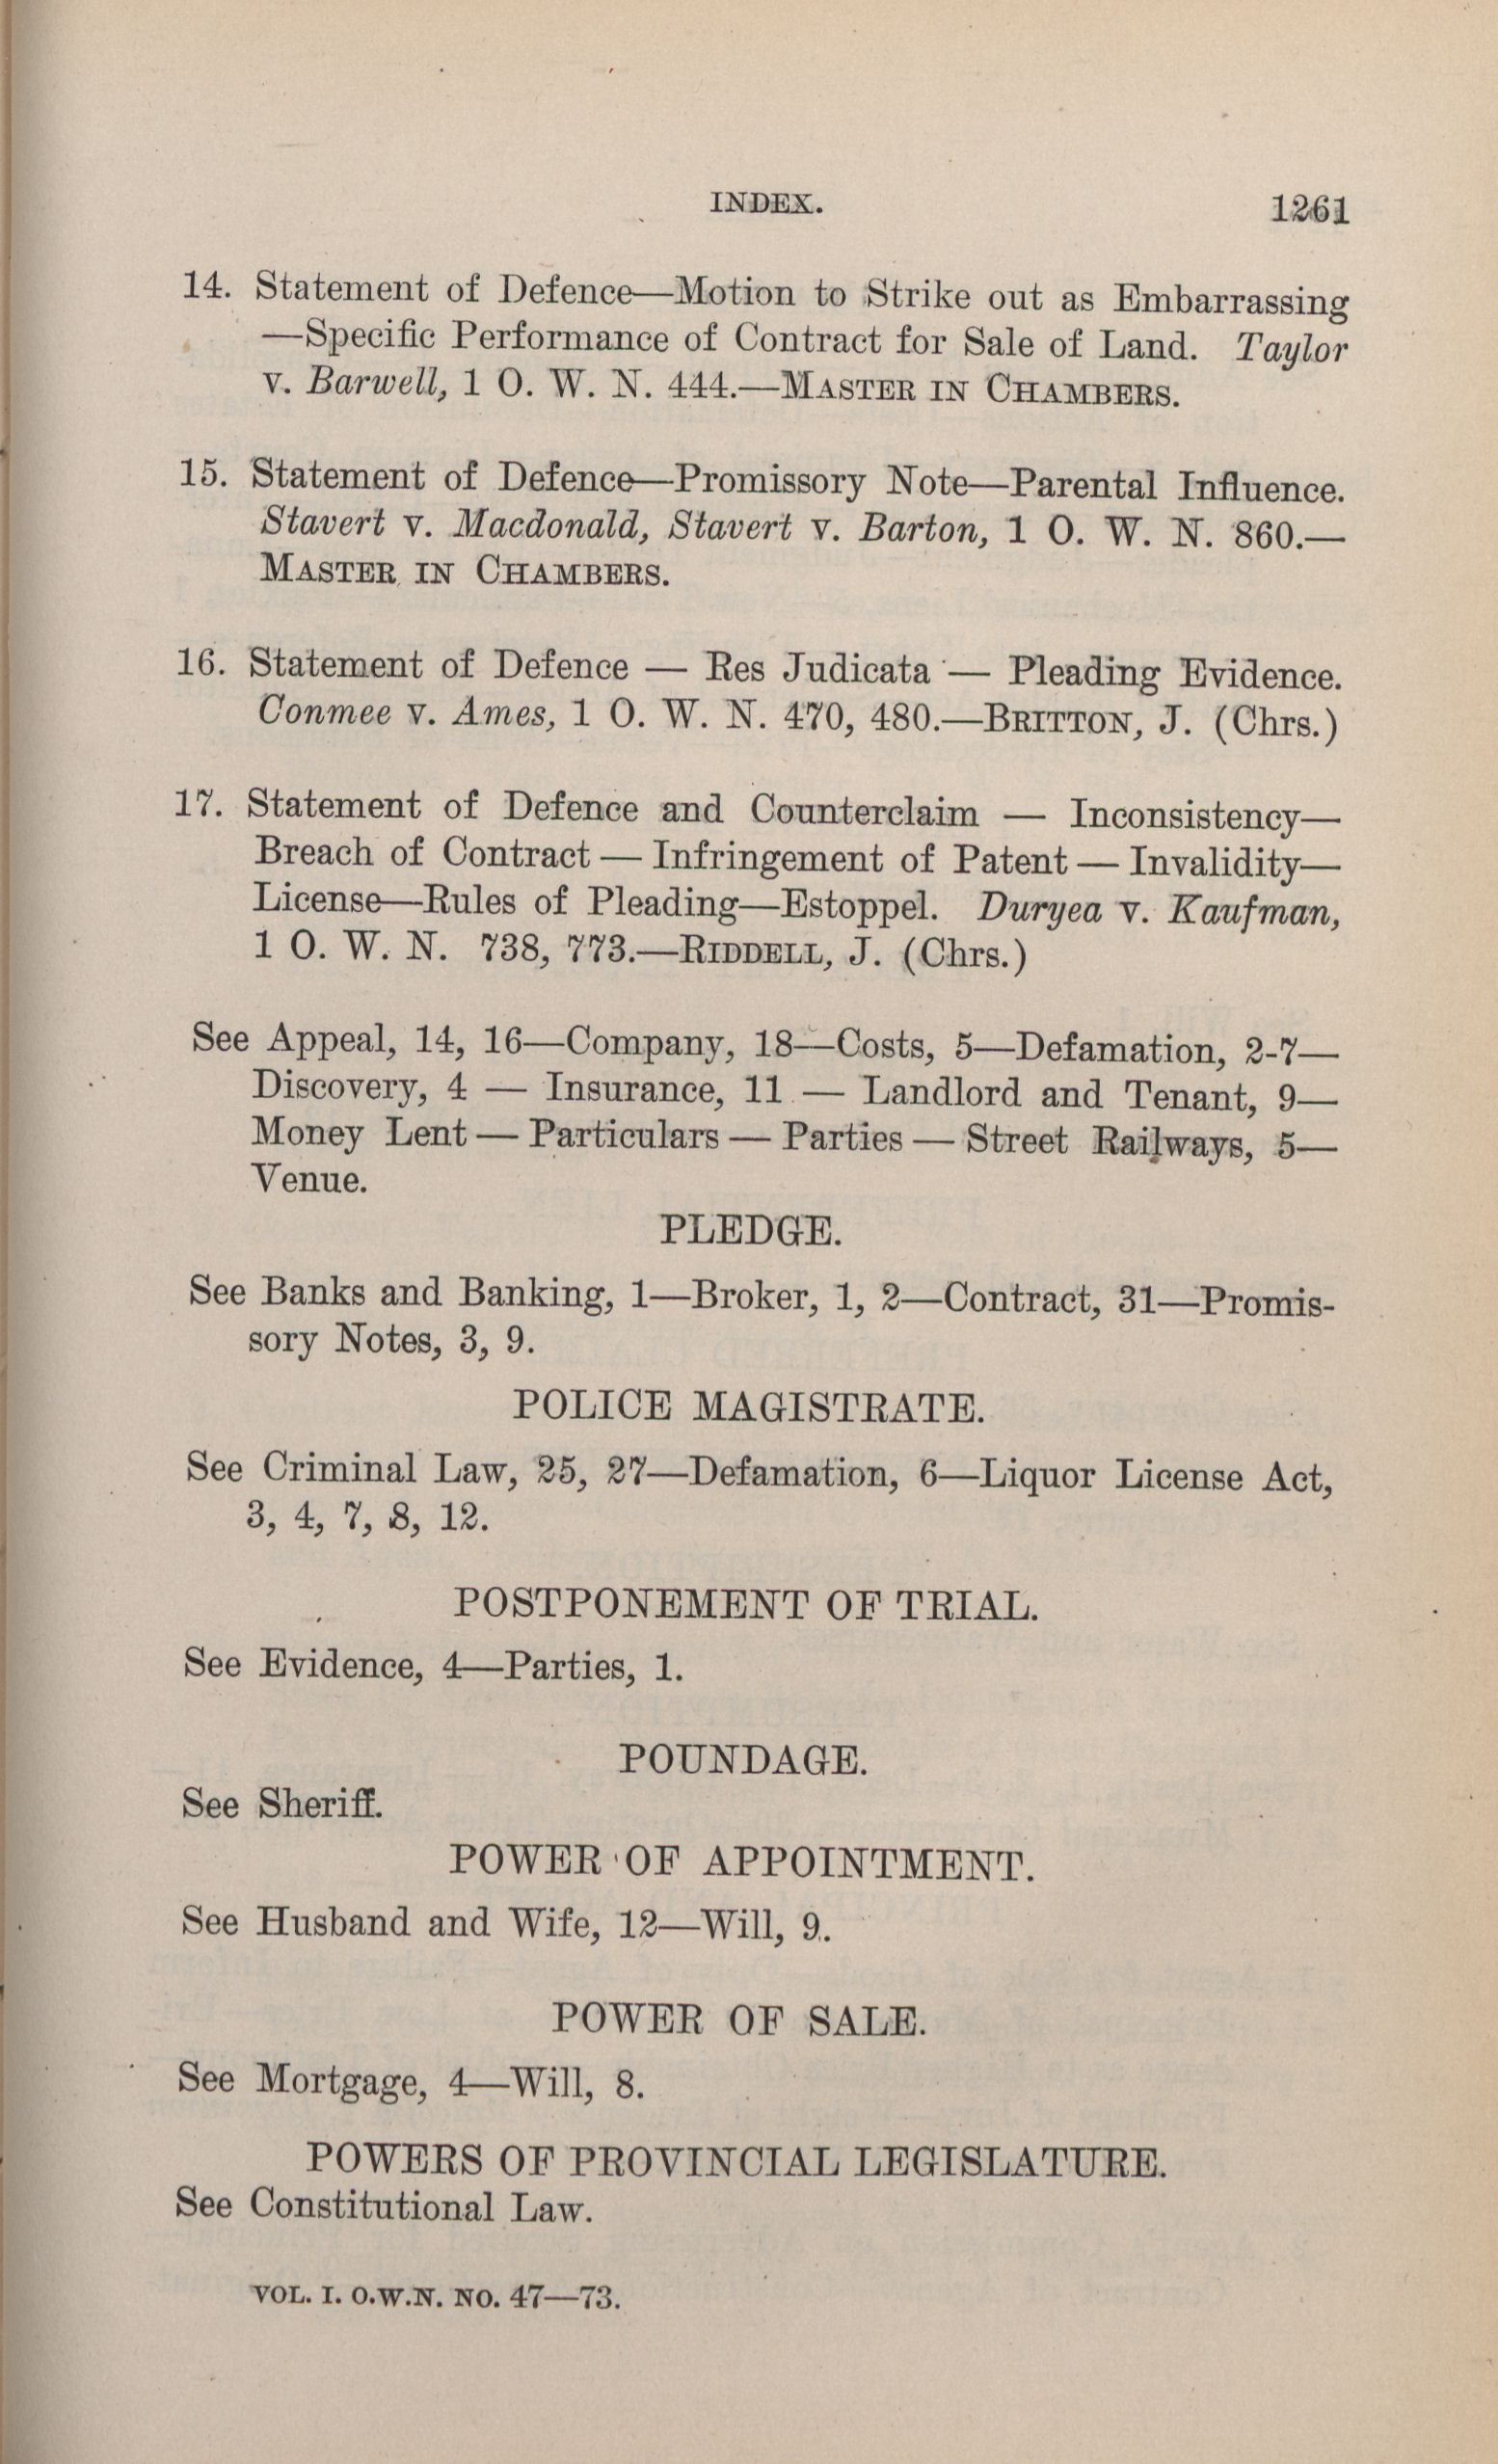 INDEX. 1261
14. Statement of Defence—Motion to Strike out as Embarrassing
—Specific Performance of Contract for Sale of Land. Taylor
v. Barwell, 1 O. W. N. 444.—MASTER IN CHAMBERS.
15. Statement of Defence—Promissory Note—Parental Influence.
Stavert v. Macdonald, Stavert v. Barton, 1 O. W. N. 860.—
MASTER IN CHAMBERS.
16. Statement of Defence — Res Judicata — Pleading Evidence.
Conmee v. Ames, 1 O. W. N. 470, 480.—BRITTON, J. (Chrs.)
17. Statement of Defence and Counterclaim — Inconsistency—
Breach of Contract — Infringement of Patent — Invalidity—
License—Rules of Pleading—Estoppel. Duryea v. Kaufman,
1 O. W. N. 738, 773.—RIDDELL, J. (Chrs.)
See Appeal, 14, 16—Company, 18—Costs, 5—Defamation, 2-7—
Discovery, 4 — Insurance, 11 — Landlord and Tenant, 9—
Money Lent — Particulars — Parties — Street Railways, 5—
Venue.
PLEDGE.
See Banks and Banking, 1—Broker, 1, 2—Contract, 31—Promis-
sory Notes, 3, 9.
POLICE MAGISTRATE.
See Criminal Law, 25, 27—Defamation, 6—Liquor License Act,
3, 4, 7, 8, 12.
POSTPONEMENT OF TRIAL.
See Evidence, 4—Parties, 1.
POUNDAGE.
See Sheriff.
POWER OF APPOINTMENT.
See Husband and Wife, 12—Will, 9.
POWER OF SALE.
See Mortgage, 4—Will, 8.
POWERS OF PROVINCIAL LEGISLATURE.
See Constitutional Law.
VOL. I. O.W.N. NO. 47—73.